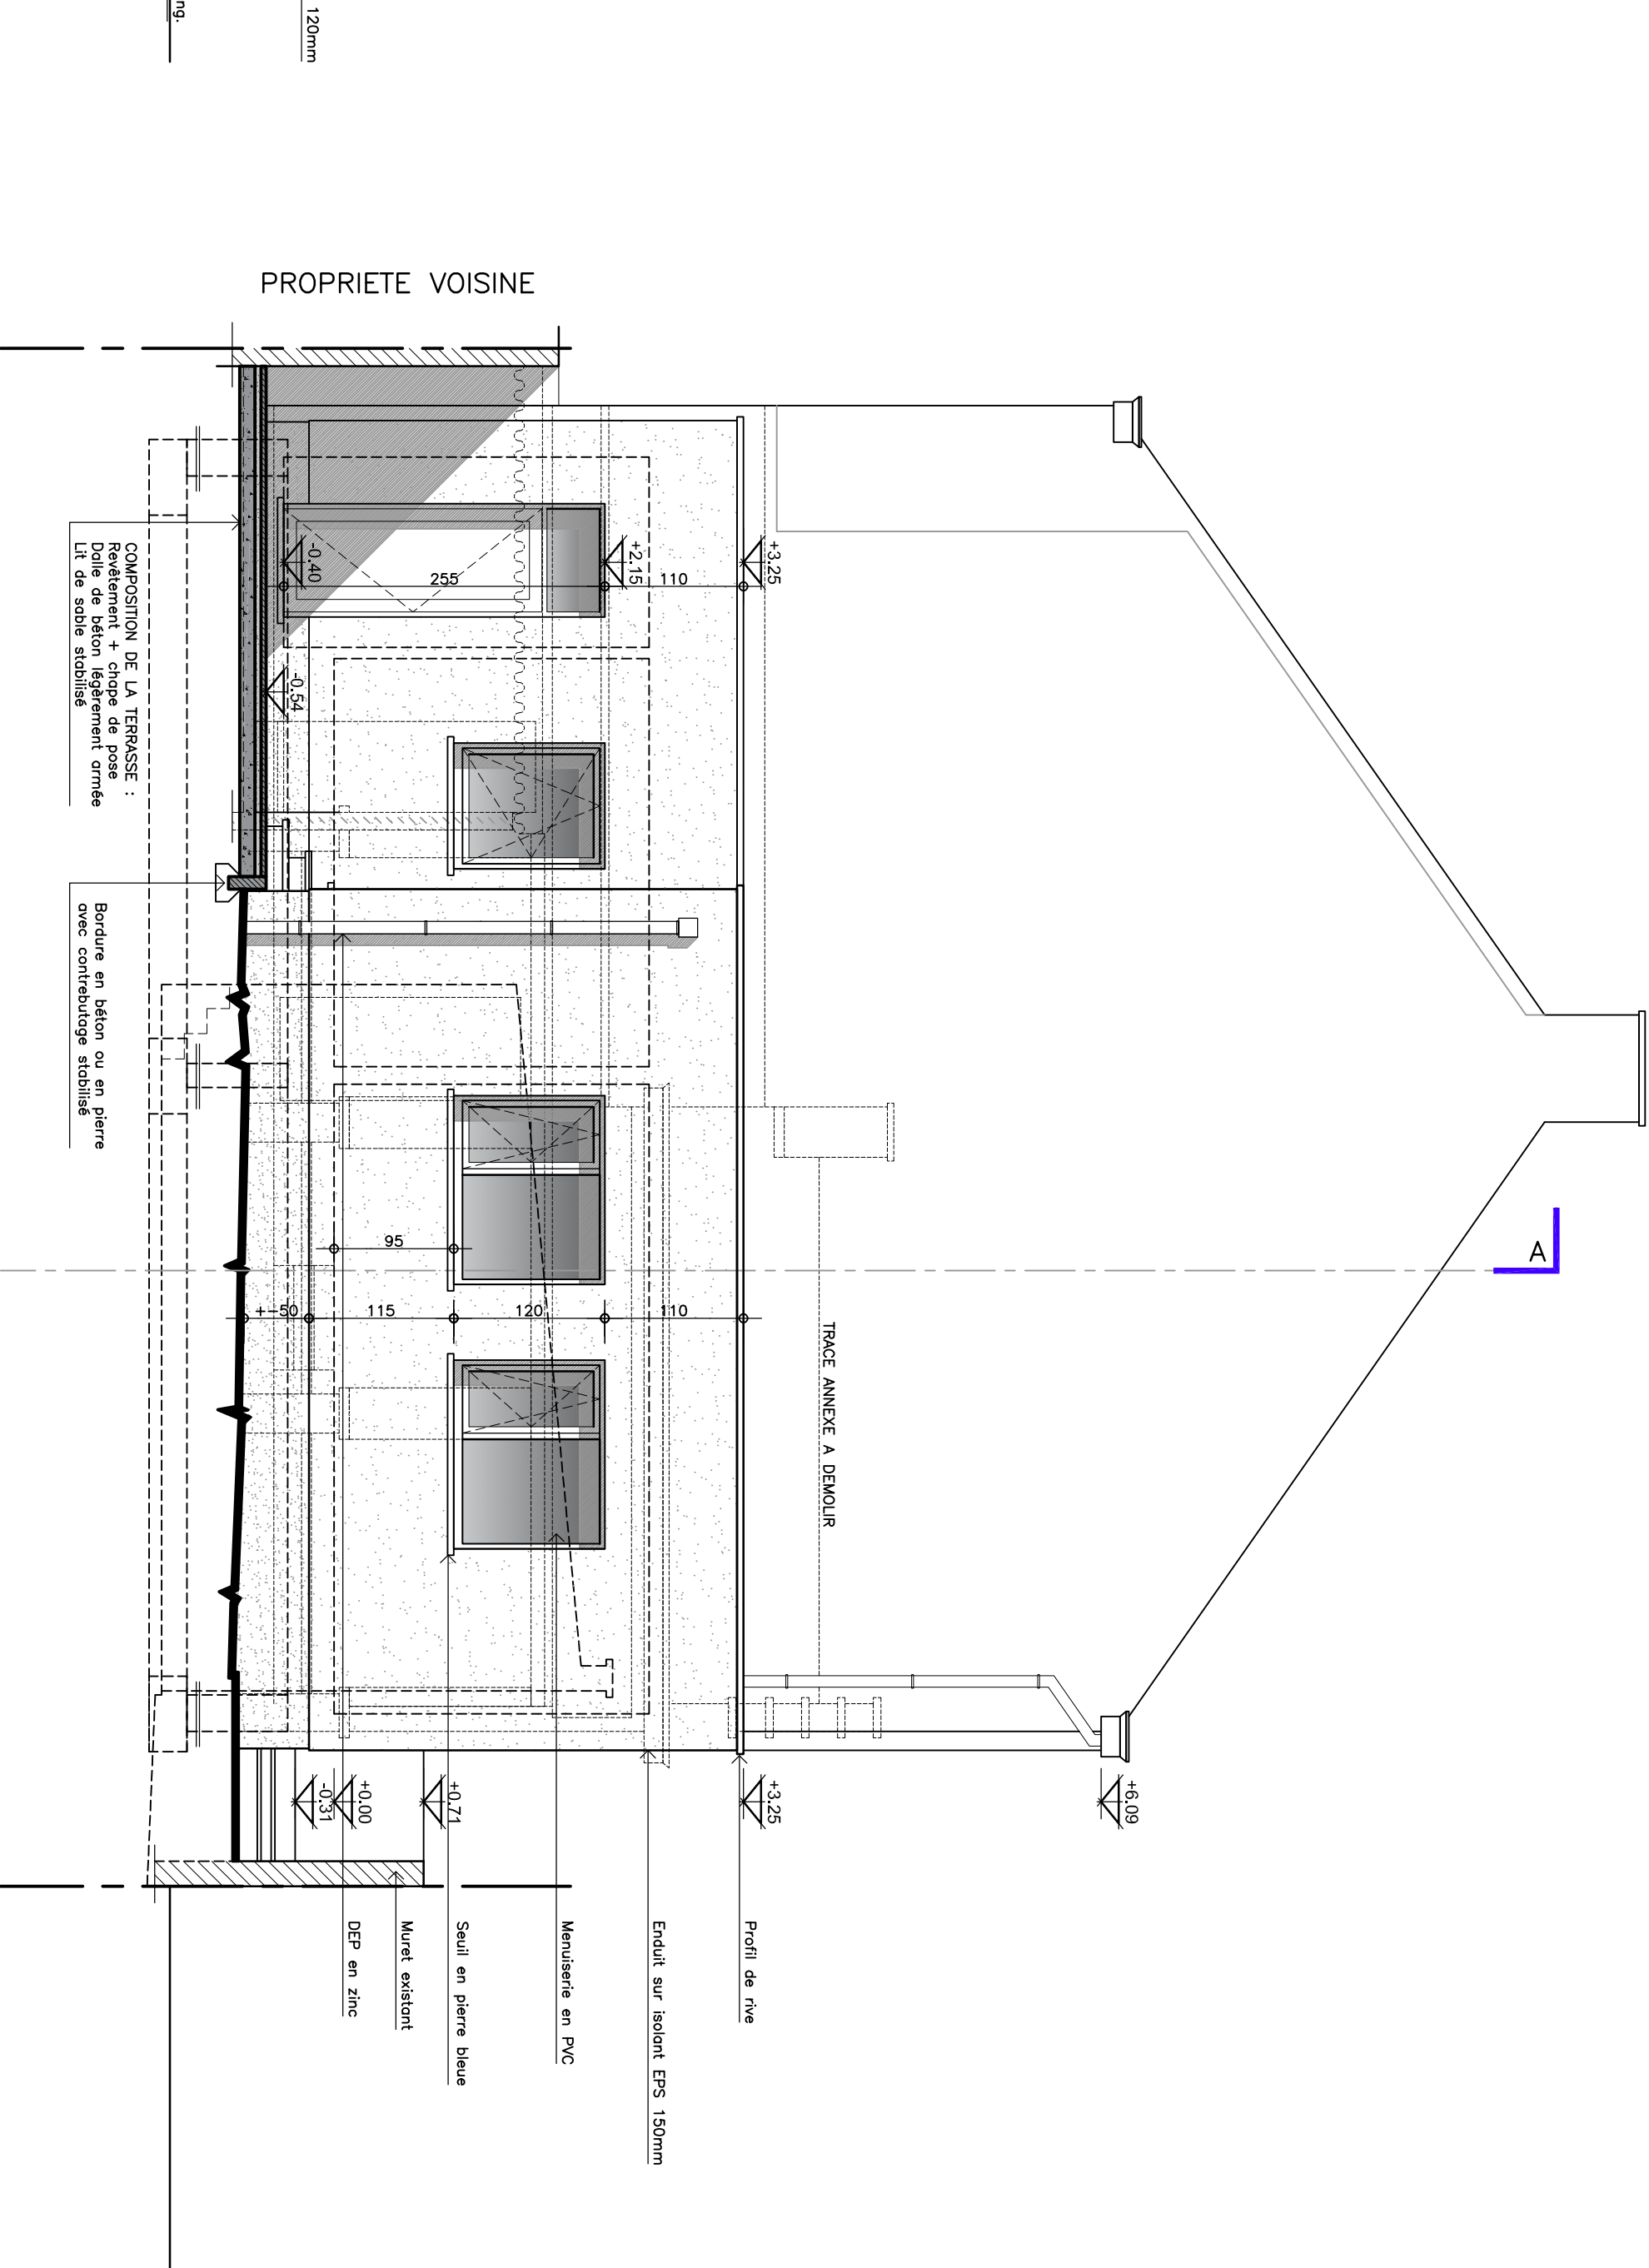 120mm
ng.
PROPRIETE VOISINE
A
+6.09
TRACE ANNEXE A DEMOLIR
+3.25
+3.25
110
110
+2.15
255
120
115
95
+-50
-0.40
-0.54
+0.71
+0.00
-0.31
Profil de rive
Enduit sur isolant EPS 150mm
Menuiserie en PVC
Seuil en pierre bleue
Muret existant
DEP en zinc
COMPOSITION DE LA TERRASSE :
Revêtement + chape de pose
Dalle de béton légèrement armée
Lit de sable stabilisé
Bordure en béton ou en pierre
avec contrebutage stabilisé